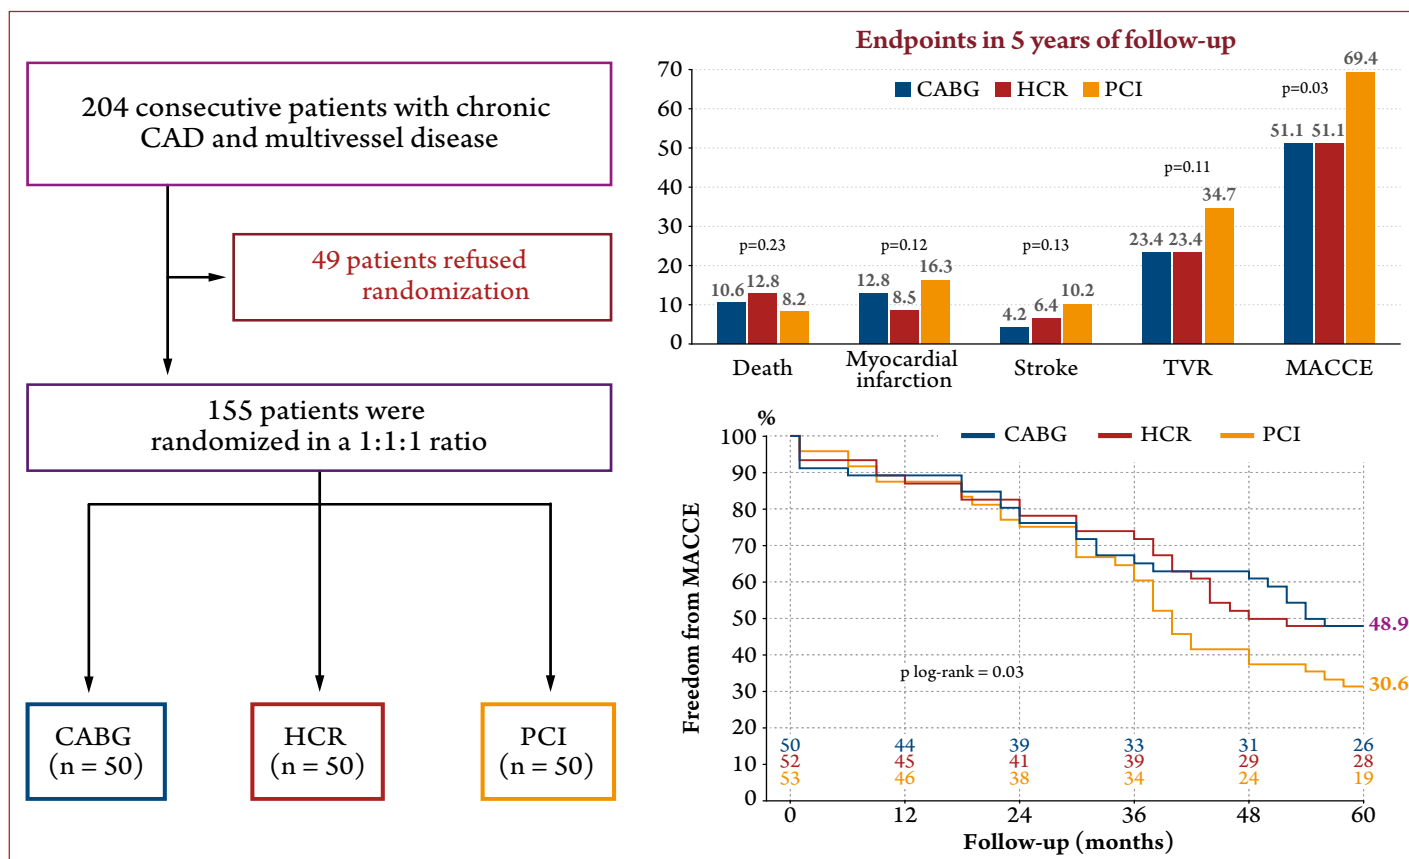 204 consecutive patients with chronic
CAD and multivessel disease
49 patients refused
randomization
155 patients were
randomized in a 1:1:1 ratio
CABG
(n = 50)
HCR
(n = 50)
PCI
(n = 50)
Endpoints in 5 years of follow-up
CABG HCR PCI
70
60
50
40
30
20
10
0
p=0.23
10.6 12.8 8.2
Death
p=0.12
12.8 8.5 16.3
Myocardial
infarction
p=0.13
4.2 6.4 10.2
Stroke
p=0.11
23.4 23.4 34.7
TVR
p=0.03
51.1 51.1 69.4
MACCE
%
Freedom from MACCE
CABG HCR PCI
100
90
80
70
60
50
40
30
20
10
0
48.9
30.6
p log-rank = 0.03
50 44 39 33 31 26
52 45 41 39 29 28
53 46 38 34 24 19
0 12 24 36 48 60
Follow-up (months)